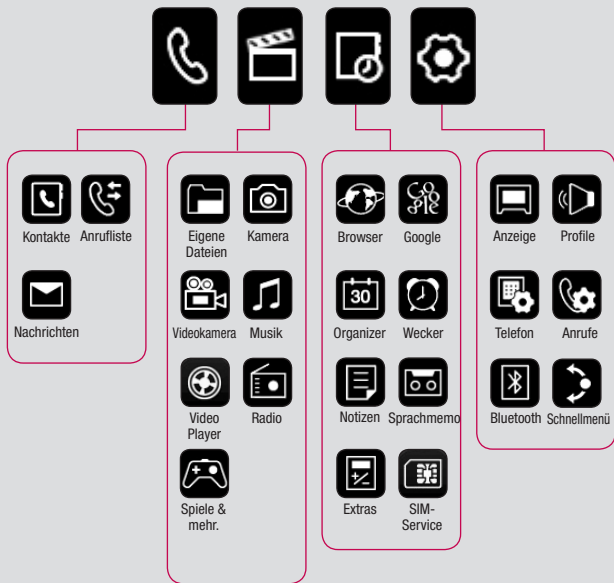 Kontakte
Anrufliste
Nachrichten
Eigene
Dateien
Kamera
Videokamera
Musik
Video
Player
Radio
Spiele &
mehr.
Browser
Google
30
Organizer
Wecker
Notizen
Sprachmemo
Extras
SIM-
Service
Anzeige
Profile
Telefon
Anrufe
Bluetooth
Schnellmenü